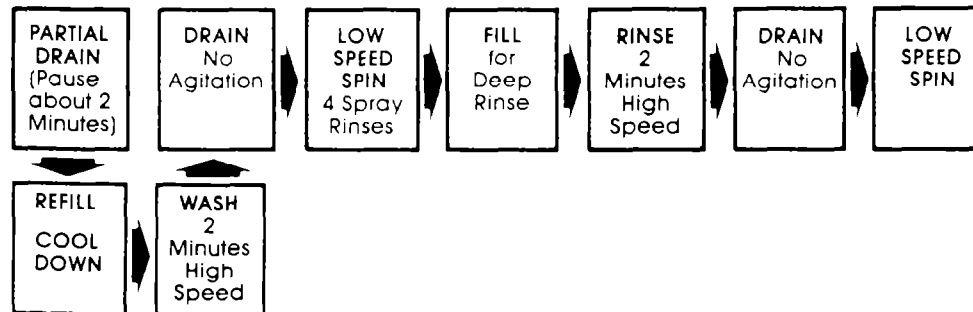 PARTIAL
DRAIN
(Pause
about 2
Minutes)
REFILL
COOL
DOWN
WASH
2
Minutes
High
Speed
DRAIN
No
Agitation
LOW
SPEED
SPIN
4 Spray
Rinses
FILL
for
Deep
Rinse
RINSE
2
Minutes
High
Speed
DRAIN
No
Agitation
LOW
SPEED
SPIN